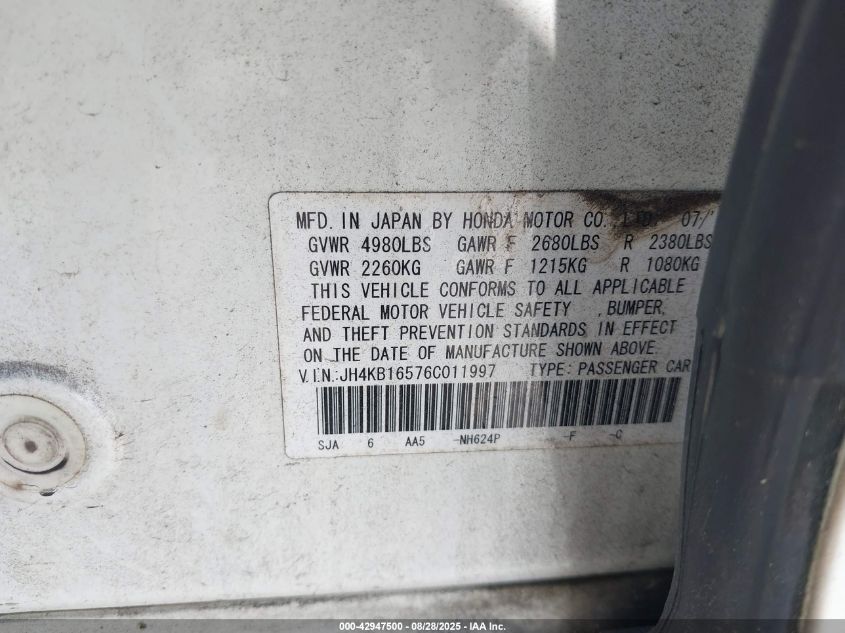 MFD. IN JAPAN BY HONDA MOTOR CO., LTD. 07/
GVWR 4980LBS GAWR F 2680LBS R 2380LBS
GVWR 2260KG GAWR F 1215KG R 1080KG
THIS VEHICLE CONFORMS TO ALL APPLICABLE
FEDERAL MOTOR VEHICLE SAFETY , BUMPER,
AND THEFT PREVENTION STANDARDS IN EFFECT
ON THE DATE OF MANUFACTURE SHOWN ABOVE.
V.I.N.:JH4KB16576C011997 TYPE: PASSENGER CAR
SJA 6 AA5 -NH624P -F -C
000-42947500 - 08/28/2025 - IAA Inc.